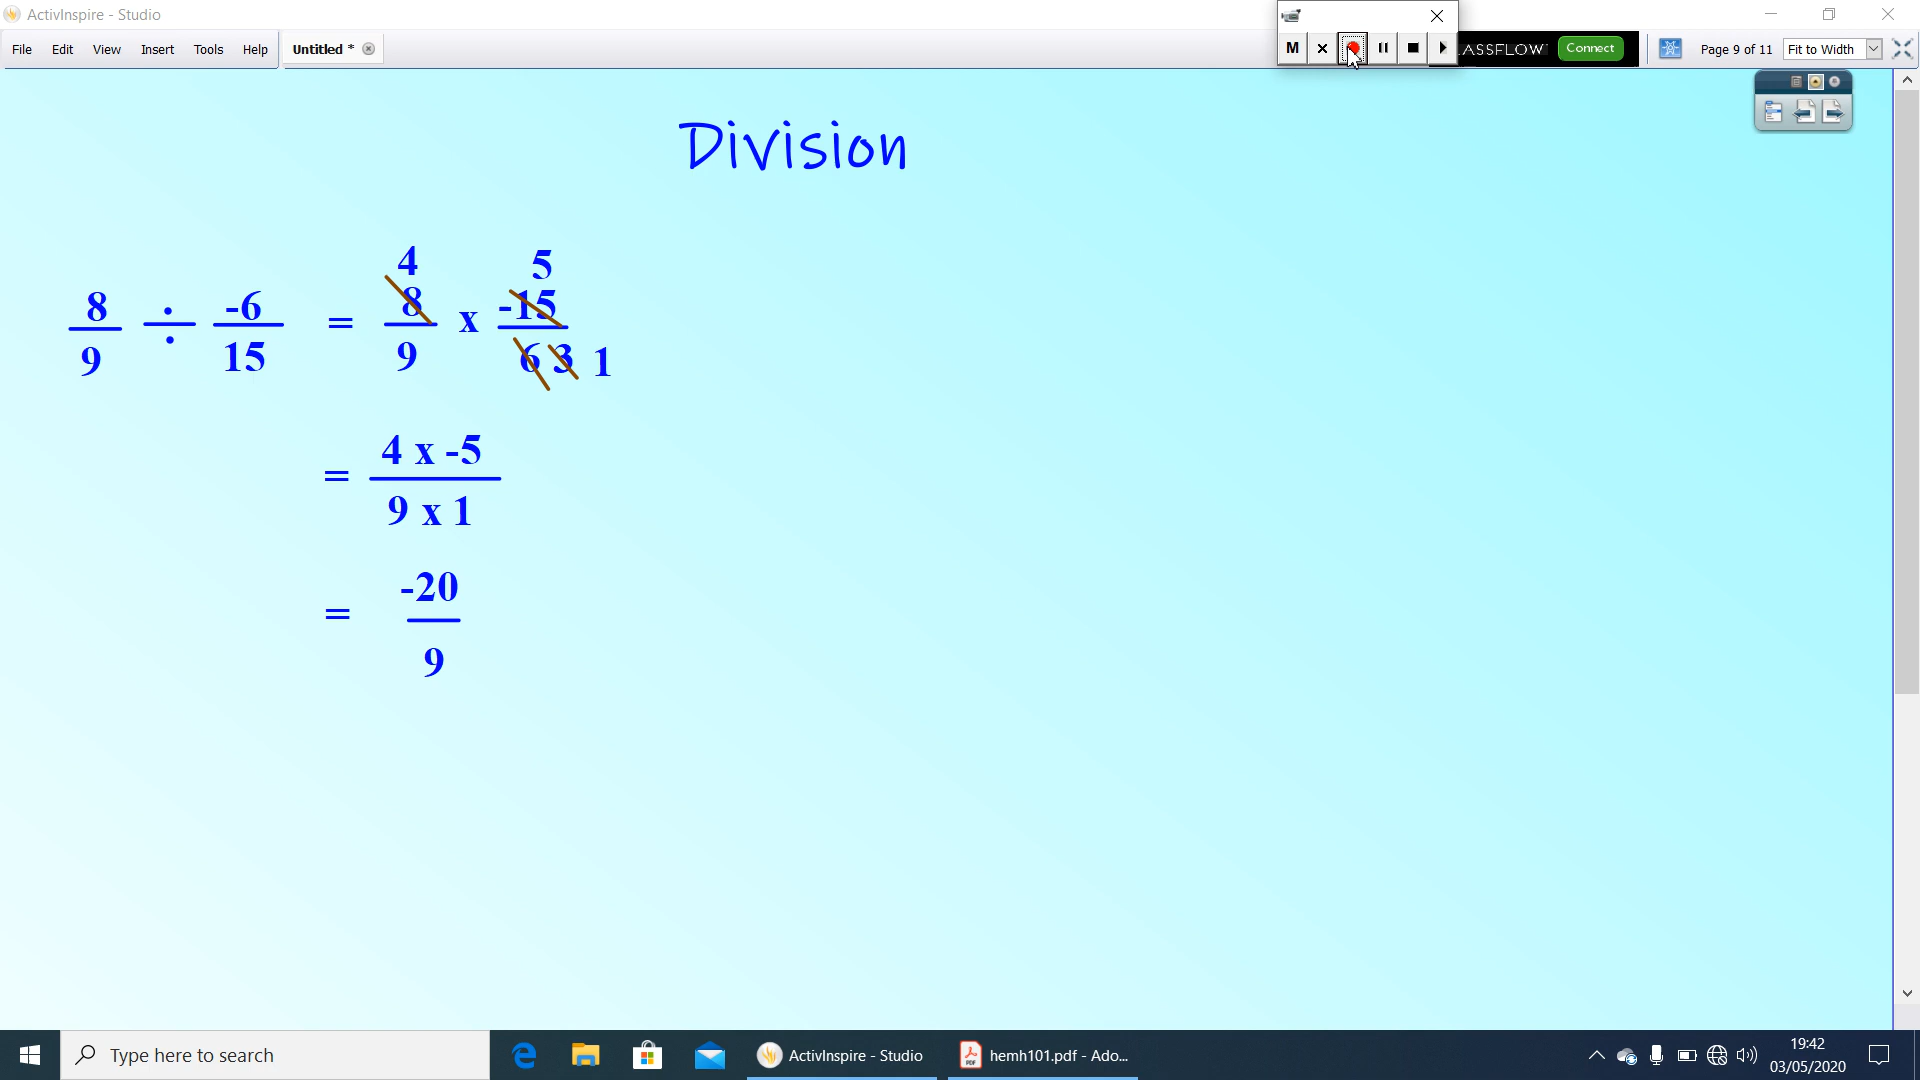 ActivInspire - Studio
File Edit View Insert Tools Help Untitled *
M
ASSFLOW Connect
Page 9 of 11 Fit to Width
Division
4 5
8 ÷ -6 = 8 x -15
9 15 9 6 3 1
= 4 x -5
9 x 1
= -20
9
Type here to search
ActivInspire - Studio
hemh101.pdf - Ado...
19:42
03/05/2020